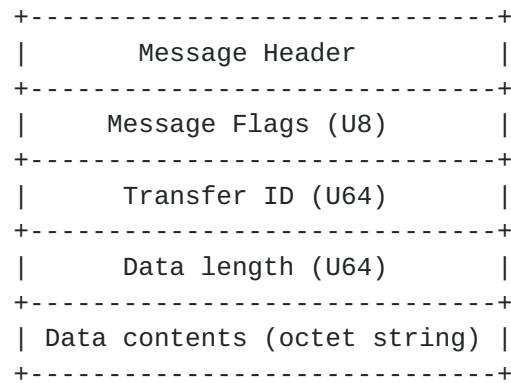 +------------------------------+
|       Message Header         |
+------------------------------+
|     Message Flags (U8)       |
+------------------------------+
|      Transfer ID (U64)       |
+------------------------------+
|      Data length (U64)       |
+------------------------------+
| Data contents (octet string) |
+------------------------------+